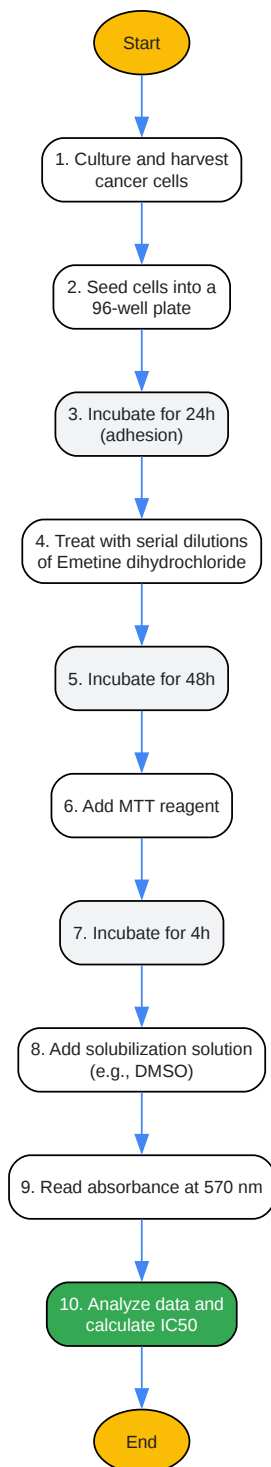 Start
1. Culture and harvest
cancer cells
2. Seed cells into a
96-well plate
3. Incubate for 24h
(adhesion)
4. Treat with serial dilutions
of Emetine dihydrochloride
5. Incubate for 48h
6. Add MTT reagent
7. Incubate for 4h
8. Add solubilization solution
(e.g., DMSO)
9. Read absorbance at 570 nm
10. Analyze data and
calculate IC50
End